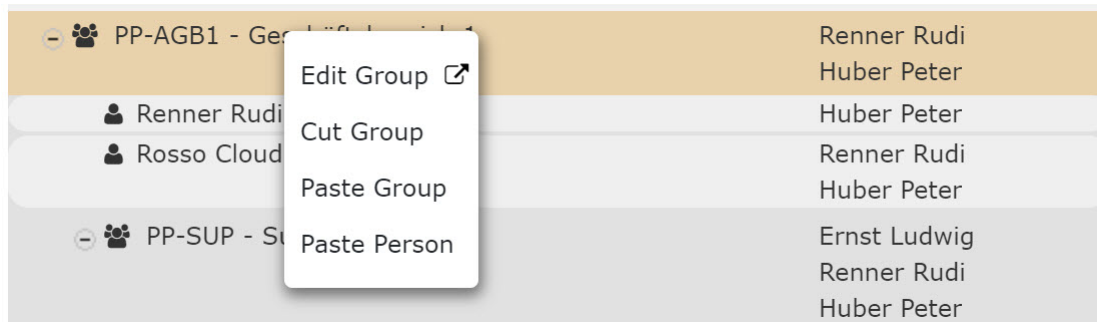 PP-AGB1 - Ges
Renner Rudi
Huber Peter
Edit Group
Renner Rudi
Huber Peter
Cut Group
Rosso Cloud
Renner Rudi
Huber Peter
Paste Group
PP-SUP - Su
Paste Person
Ernst Ludwig
Renner Rudi
Huber Peter